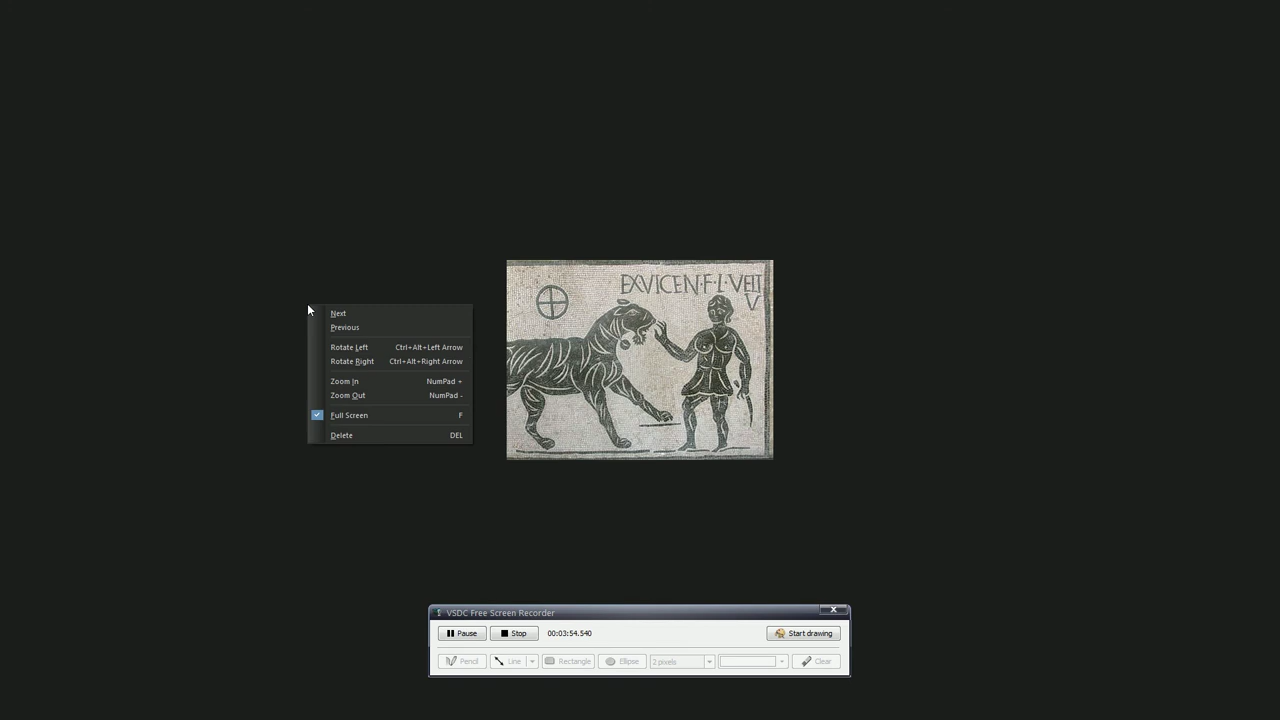 EXVICEN·F·L·VEIT
V
Next
Previous
Rotate Left Ctrl+Alt+Left Arrow
Rotate Right Ctrl+Alt+Right Arrow
Zoom In NumPad +
Zoom Out NumPad -
Full Screen F
Delete DEL
VSDC Free Screen Recorder
X
Pause Stop 00:03:54.540 Start drawing
Pencil Line Rectangle Ellipse 2 pixels Clear